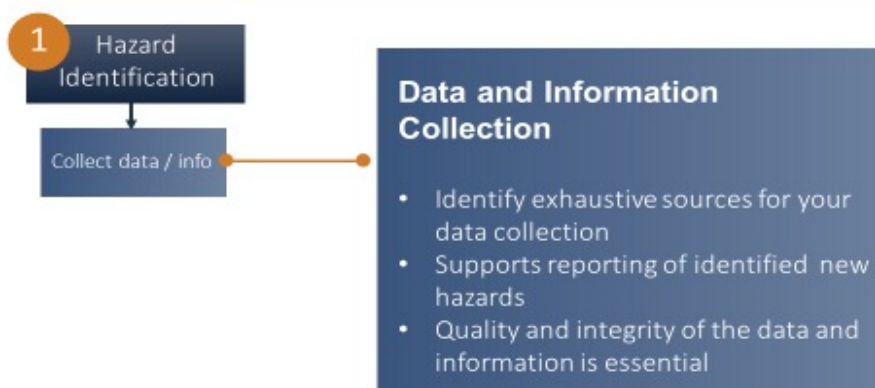 1
Hazard
Identification
Collect data / info
Data and Information
Collection
• Identify exhaustive sources for your
data collection
• Supports reporting of identified new
hazards
• Quality and integrity of the data and
information is essential